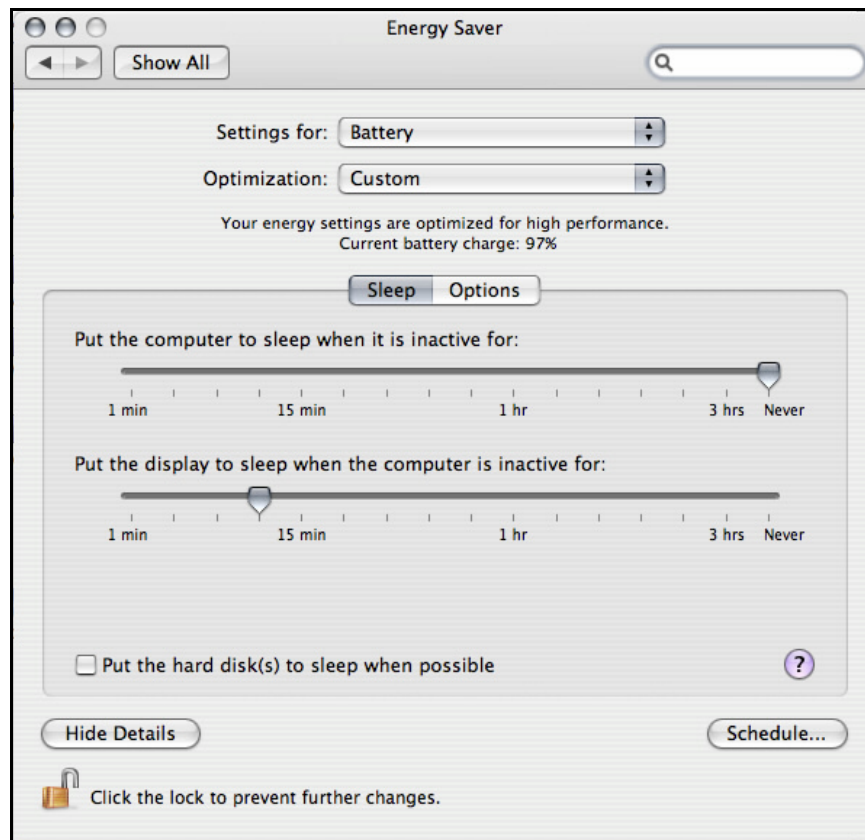 Energy Saver
Show All
Settings for: Battery
Optimization: Custom
Your energy settings are optimized for high performance.
Current battery charge: 97%
Sleep Options
Put the computer to sleep when it is inactive for:
1 min 15 min 1 hr 3 hrs Never
Put the display to sleep when the computer is inactive for:
1 min 15 min 1 hr 3 hrs Never
Put the hard disk(s) to sleep when possible ?
Hide Details Schedule...
Click the lock to prevent further changes.